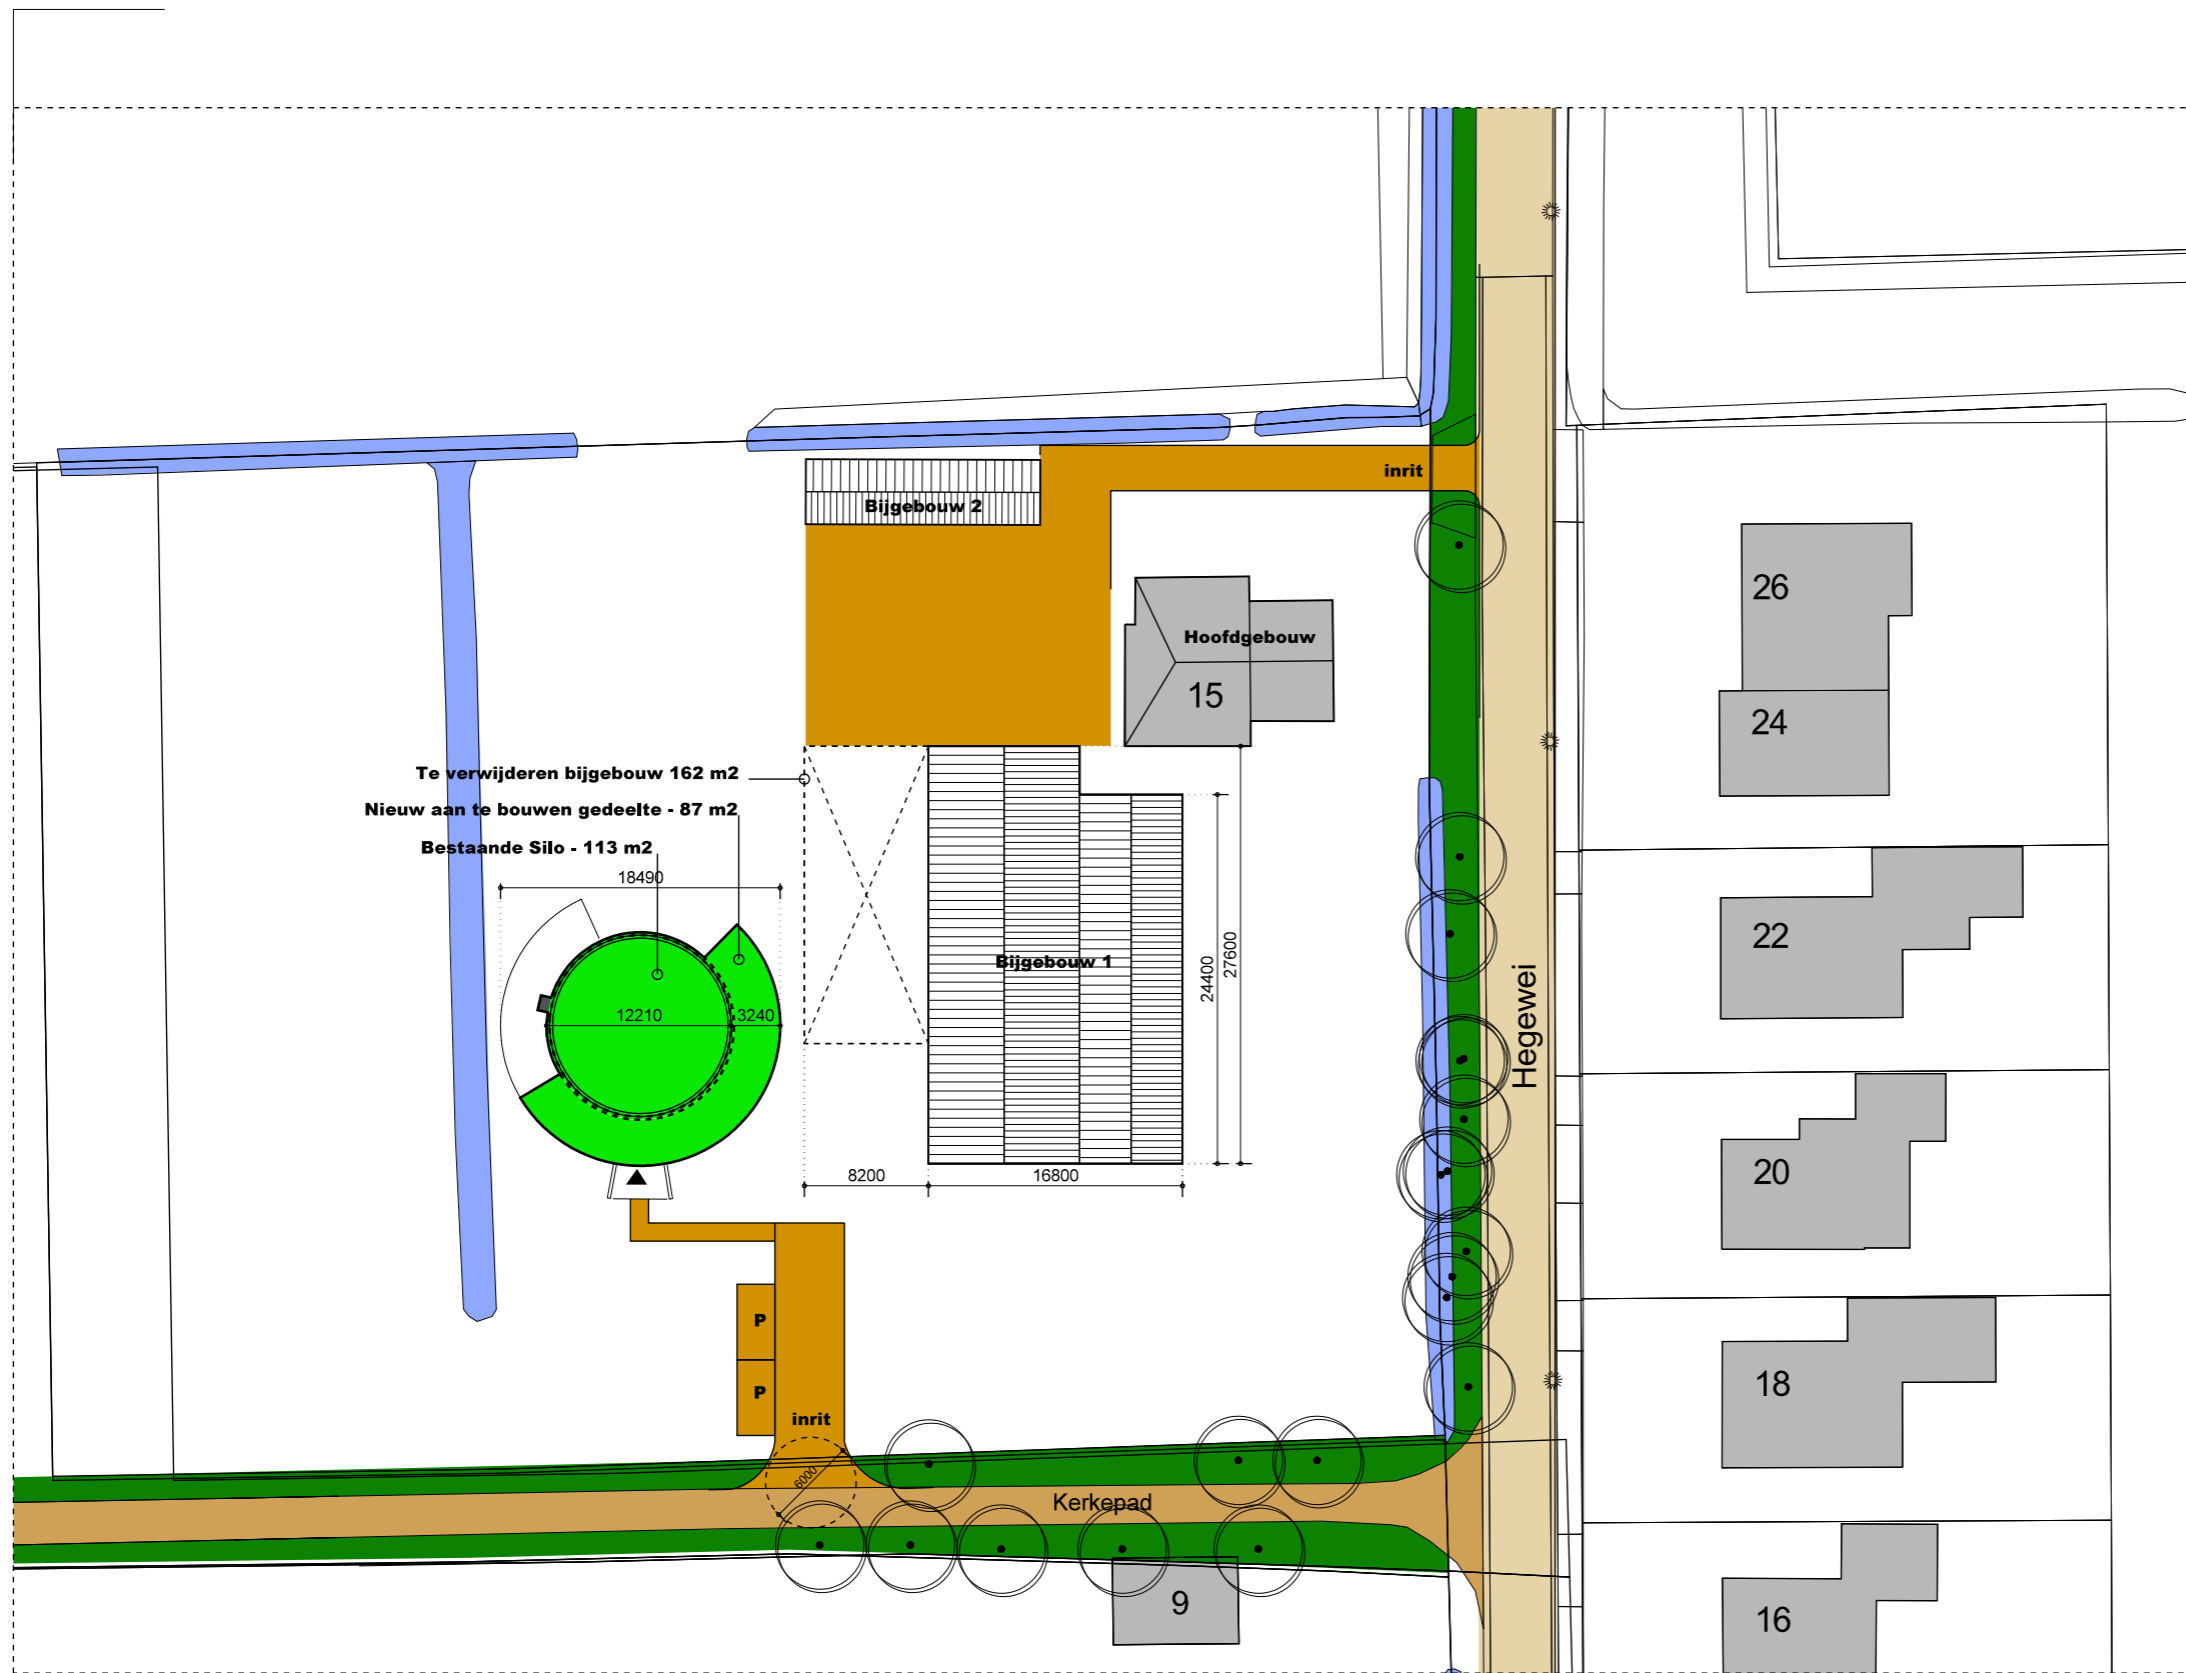 inrit
Bijgebouw 2
26
Hoofdgebouw
15
24
Te verwijderen bijgebouw 162 m2
Nieuw aan te bouwen gedeelte - 87 m2
Bestaande Silo - 113 m2
18490
22
Bijgebouw 1
24400
27600
12210
3240
Hegewei
8200
16800
20
P
P
18
inrit
6000
Kerkepad
9
16